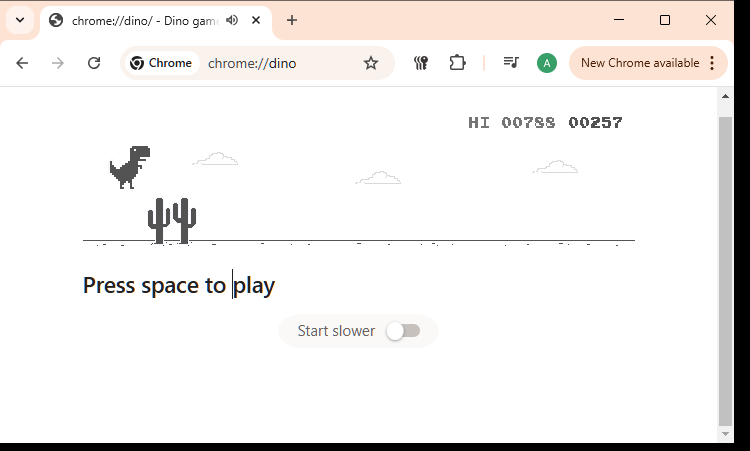 chrome://dino/ - Dino game
Chrome
chrome://dino
A
New Chrome available
HI 00788 00257
Press space to play
Start slower